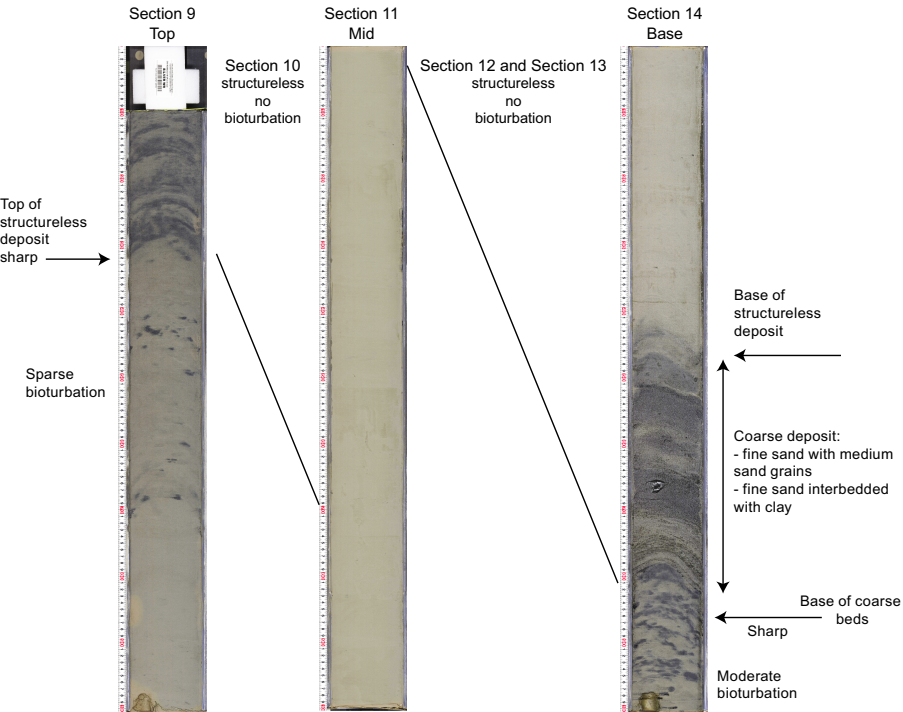 Section 9
Top
Section 11
Mid
Section 14
Base
Section 10
structureless
no
bioturbation
Section 12 and Section 13
structureless
no
bioturbation
Top of
structureless
deposit
sharp
Sparse
bioturbation
Base of
structureless
deposit
Coarse deposit:
- fine sand with medium
sand grains
- fine sand interbedded
with clay
Base of coarse
beds
Sharp
Moderate
bioturbation